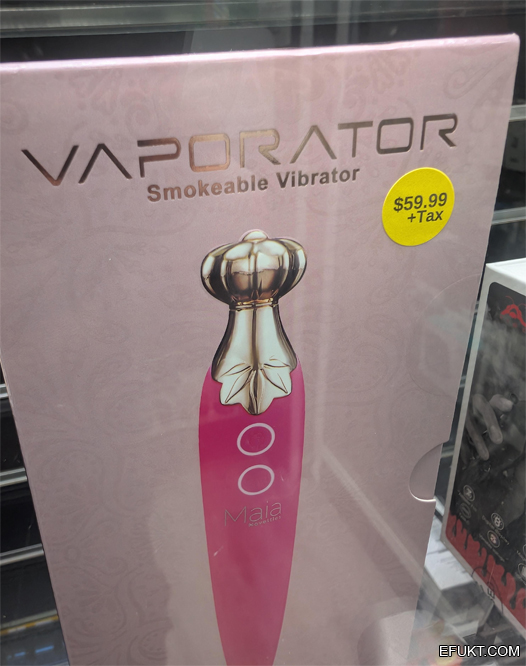 VAPORATOR
Smokeable Vibrator
$59.99
+Tax
Maia
EFUKT.COM